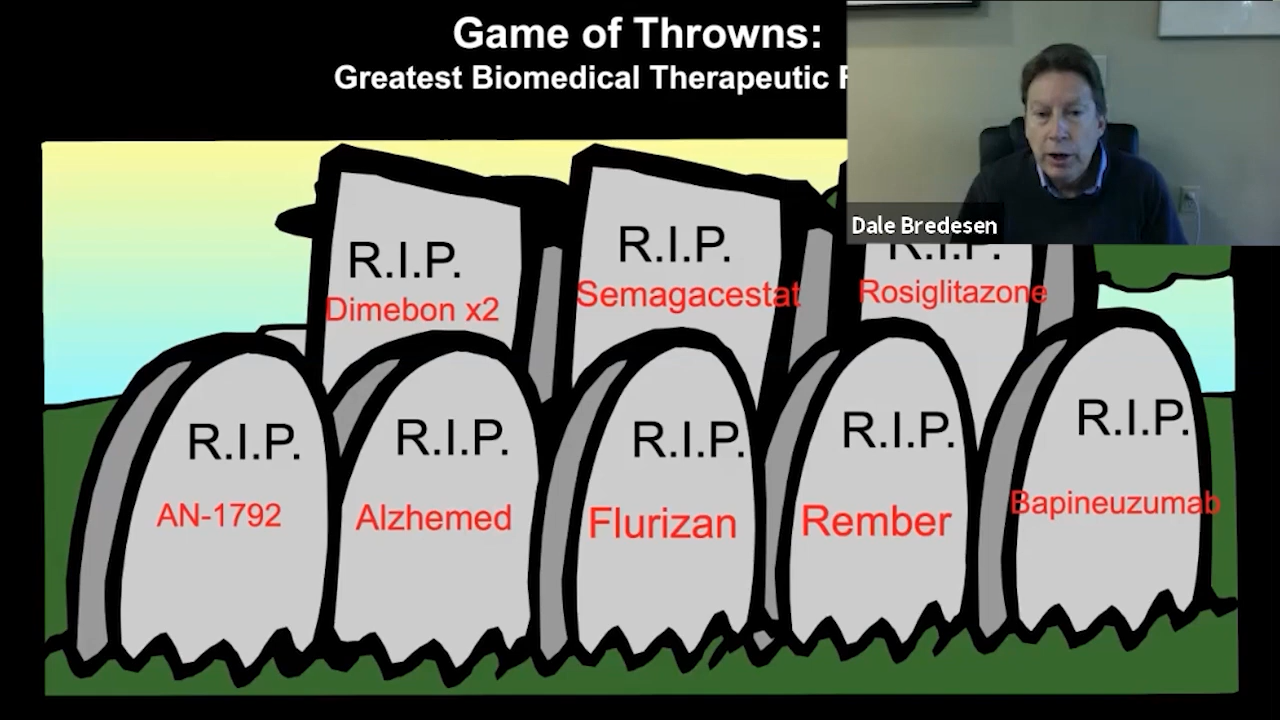 Game of Throwns:
Greatest Biomedical Therapeutic
Dale Bredesen
R.I.P.
Dimebon x2
R.I.P.
Semagacestat
R.I.P.
Rosiglitazone
R.I.P.
AN-1792
R.I.P.
Alzhemed
R.I.P.
Flurizan
R.I.P.
Rember
R.I.P.
Bapineuzumab